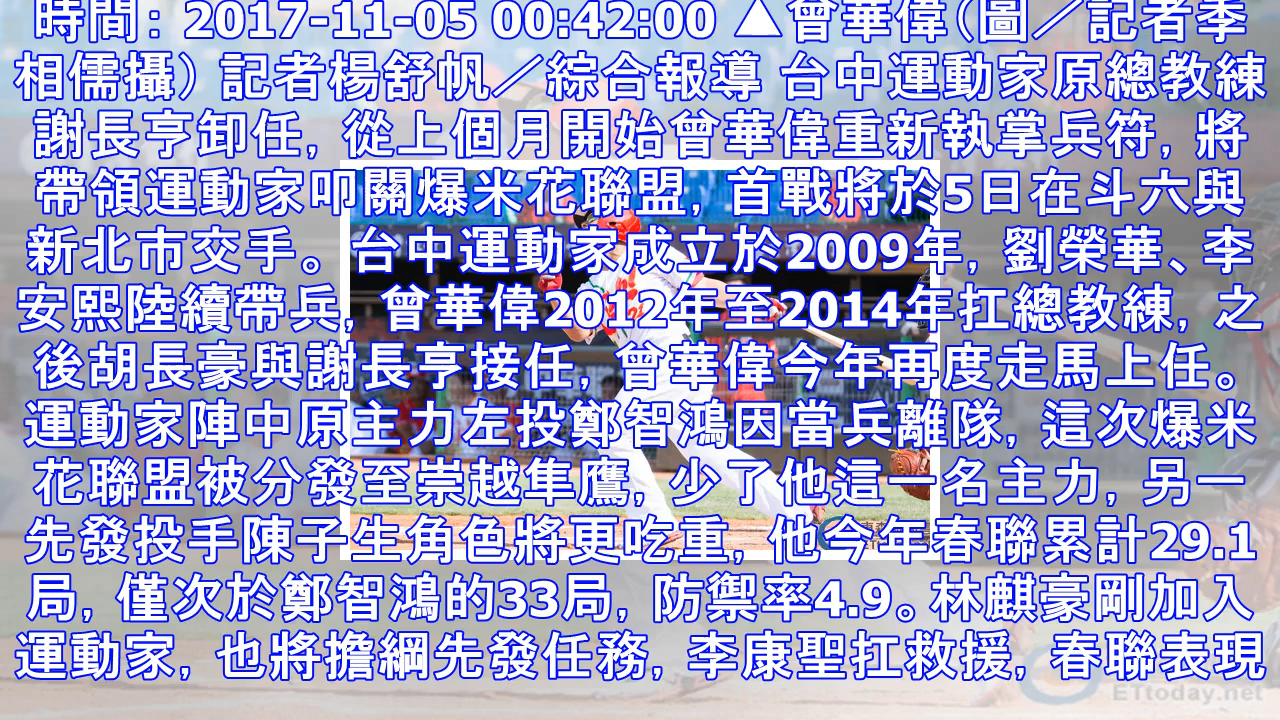 時間: 2017-11-05 00:42:00 ▲曾華偉(圖／記者季
相儒攝) 記者楊舒帆／綜合報導 台中運動家原總教練
謝長亨卸任, 從上個月開始曾華偉重新執掌兵符, 將
帶領運動家叩關爆米花聯盟, 首戰將於5日在斗六與
新北市交手。台中運動家成立於2009年, 劉榮華、李
安熙陸續帶兵, 曾華偉2012年至2014年扛總教練, 之
後胡長豪與謝長亨接任, 曾華偉今年再度走馬上任。
運動家陣中原主力左投鄭智鴻因當兵離隊, 這次爆米
花聯盟被分發至崇越隼鷹, 少了他這一名主力, 另一
先發投手陳子生角色將更吃重, 他今年春聯累計29.1
局, 僅次於鄭智鴻的33局, 防禦率4.9。林麒豪剛加入
運動家, 也將擔綱先發任務, 李康聖扛救援, 春聯表現
ETtoday.net